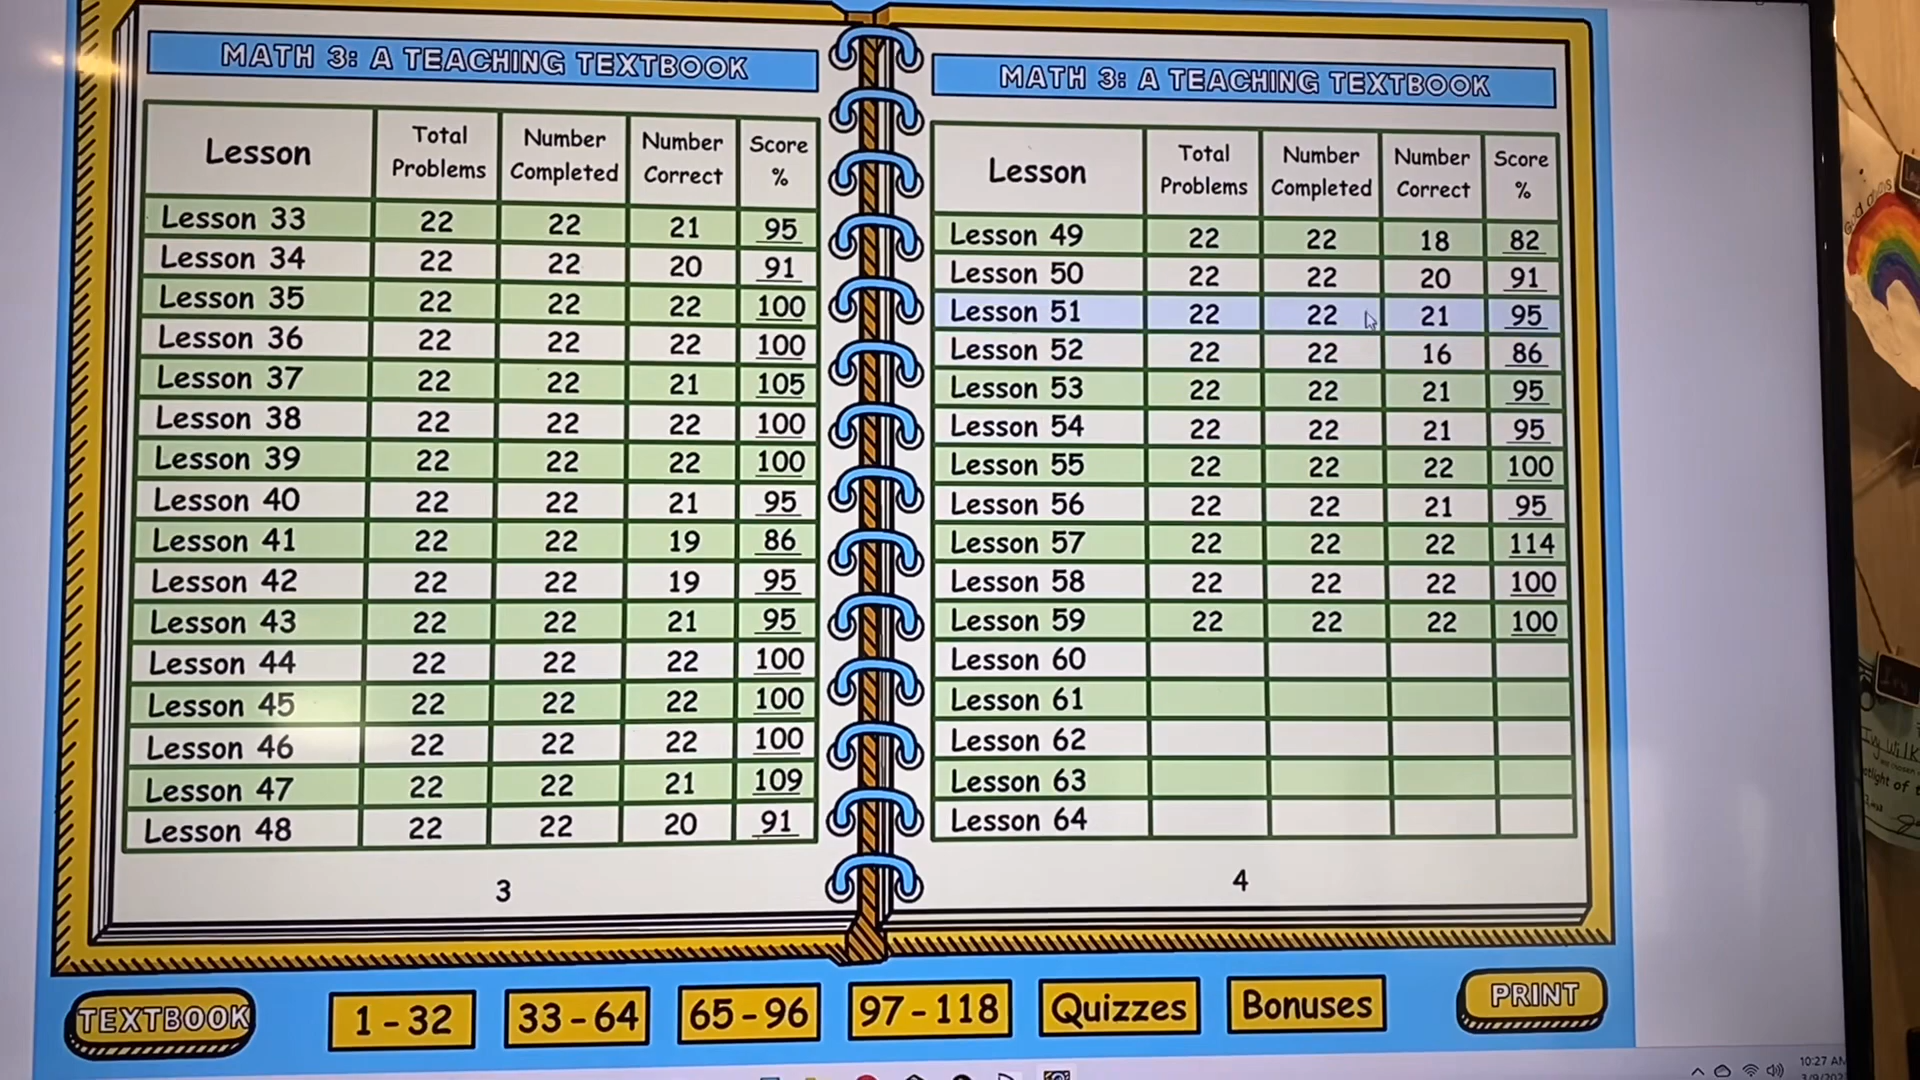 MATH 3: A TEACHING TEXTBOOK
Lesson Total Problems Number Completed Number Correct Score %
Lesson 33 22 22 21 95
Lesson 34 22 22 20 91
Lesson 35 22 22 22 100
Lesson 36 22 22 22 100
Lesson 37 22 22 21 105
Lesson 38 22 22 22 100
Lesson 39 22 22 22 100
Lesson 40 22 22 21 95
Lesson 41 22 22 19 86
Lesson 42 22 22 19 95
Lesson 43 22 22 21 95
Lesson 44 22 22 22 100
Lesson 45 22 22 22 100
Lesson 46 22 22 22 100
Lesson 47 22 22 21 109
Lesson 48 22 22 20 91
3
MATH 3: A TEACHING TEXTBOOK
Lesson Total Problems Number Completed Number Correct Score %
Lesson 49 22 22 18 82
Lesson 50 22 22 20 91
Lesson 51 22 22 21 95
Lesson 52 22 22 16 86
Lesson 53 22 22 21 95
Lesson 54 22 22 21 95
Lesson 55 22 22 22 100
Lesson 56 22 22 21 95
Lesson 57 22 22 22 114
Lesson 58 22 22 22 100
Lesson 59 22 22 22 100
Lesson 60
Lesson 61
Lesson 62
Lesson 63
Lesson 64
4
TEXTBOOK 1-32 33-64 65-96 97-118 Quizzes Bonuses PRINT
10:27 AM
Ivy